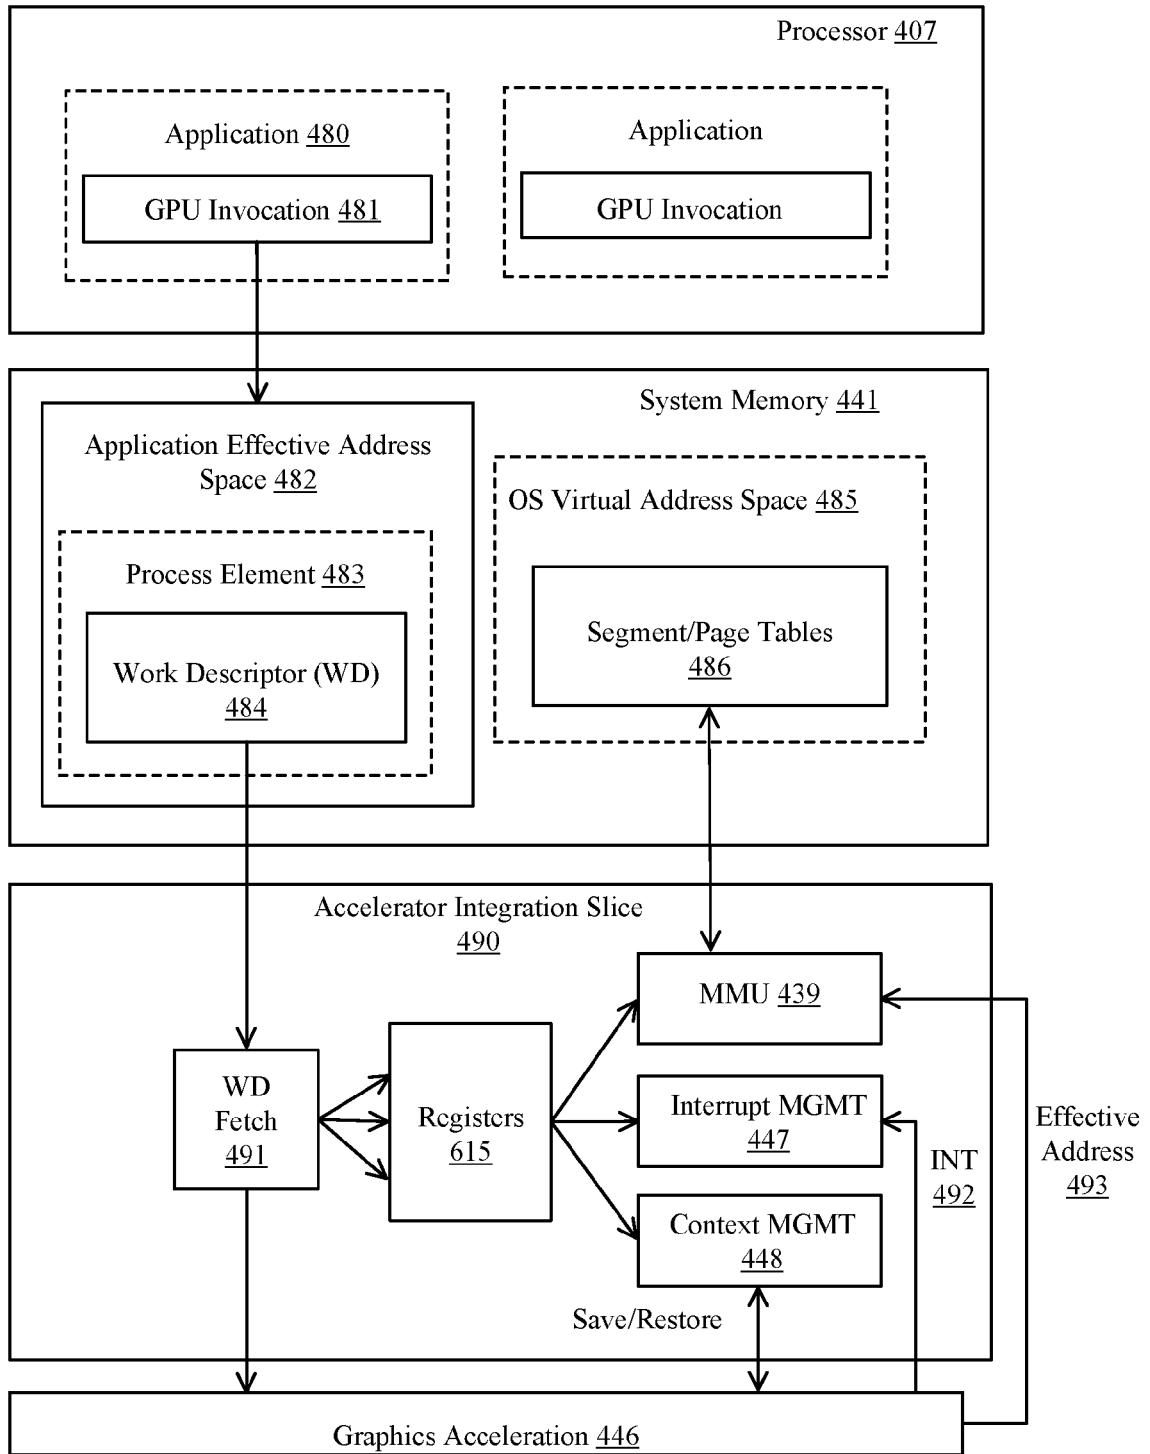 Processor 407
Application 480
GPU Invocation 481
Application
GPU Invocation
System Memory 441
Application Effective Address
Space 482
Process Element 483
Work Descriptor (WD)
484
OS Virtual Address Space 485
Segment/Page Tables
486
Accelerator Integration Slice
490
WD
Fetch
491
Registers
615
MMU 439
Interrupt MGMT
447
Context MGMT
448
Save/Restore
INT
492
Effective
Address
493
Graphics Acceleration 446